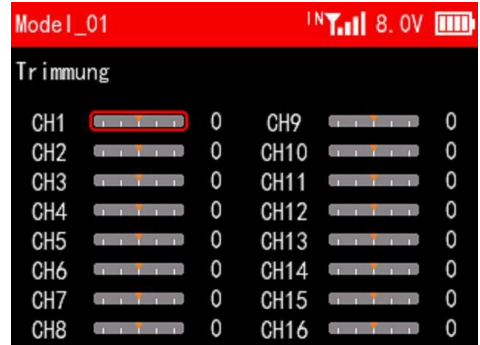 Model_01 IN 8.0V
Trimmung
CH1 0 CH9 0
CH2 0 CH10 0
CH3 0 CH11 0
CH4 0 CH12 0
CH5 0 CH13 0
CH6 0 CH14 0
CH7 0 CH15 0
CH8 0 CH16 0